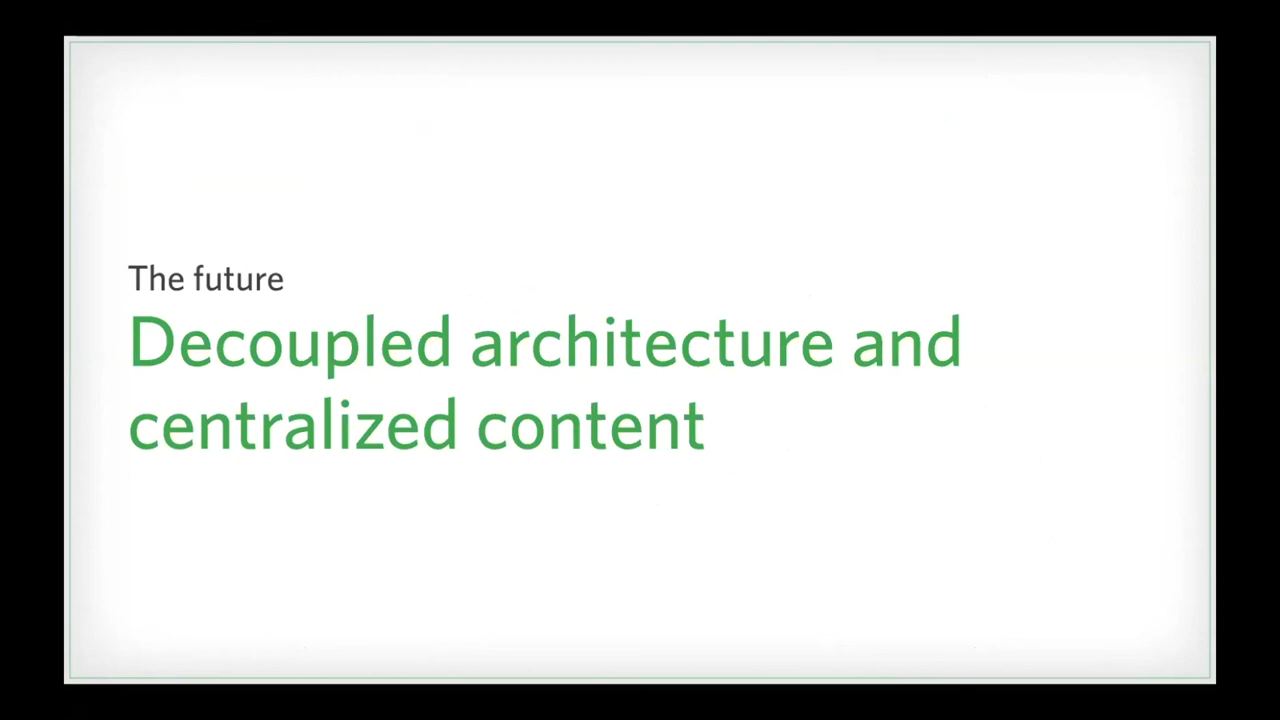 The future
Decoupled architecture and
centralized content